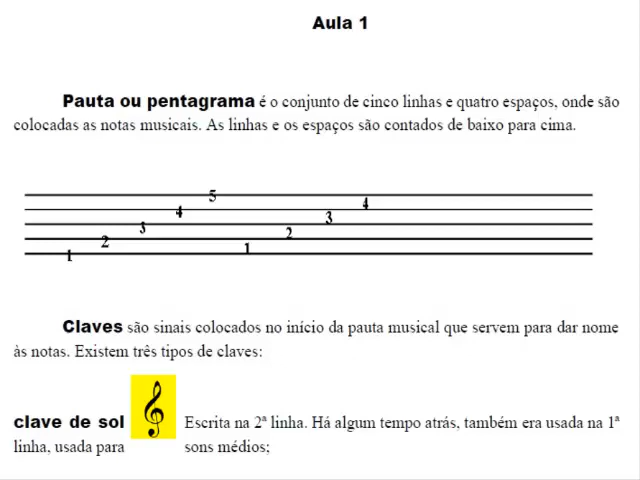 Aula 1
Pauta ou pentagrama é o conjunto de cinco linhas e quatro espaços, onde são
colocadas as notas musicais. As linhas e os espaços são contados de baixo para cima.
5
4
3
2
1
4
3
2
1
Claves são sinais colocados no início da pauta musical que servem para dar nome
às notas. Existem três tipos de claves:
clave de sol Escrita na 2ª linha. Há algum tempo atrás, também era usada na 1ª
linha, usada para sons médios;